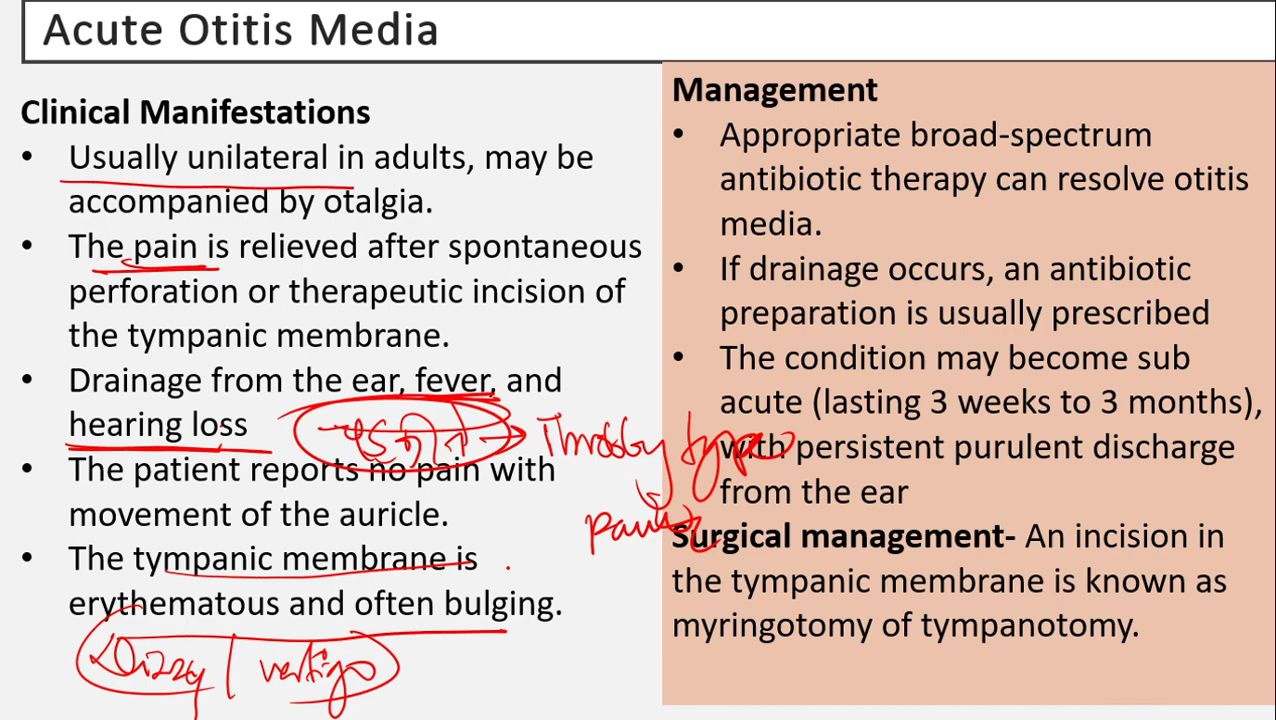 Acute Otitis Media
Clinical Manifestations
• Usually unilateral in adults, may be
accompanied by otalgia.
• The pain is relieved after spontaneous
perforation or therapeutic incision of
the tympanic membrane.
• Drainage from the ear, fever, and
hearing loss
• The patient reports no pain with
movement of the auricle.
• The tympanic membrane is
erythematous and often bulging.
Dizzy | vertigo
Management
• Appropriate broad-spectrum
antibiotic therapy can resolve otitis
media.
• If drainage occurs, an antibiotic
preparation is usually prescribed
• The condition may become sub
acute (lasting 3 weeks to 3 months),
with persistent purulent discharge
from the ear
Surgical management- An incision in
the tympanic membrane is known as
myringotomy of tympanotomy.
type